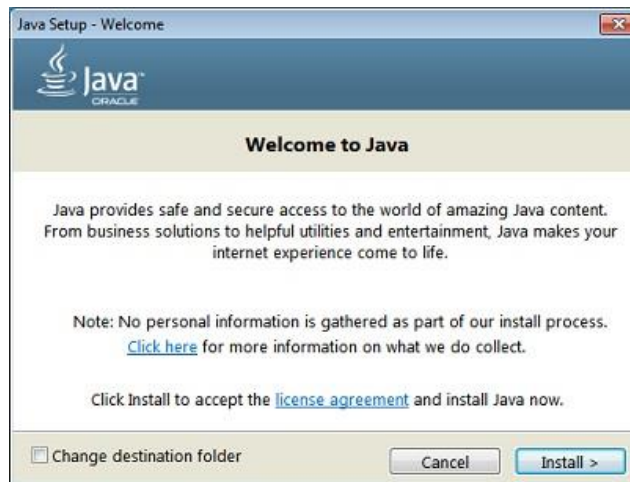 Java Setup - Welcome
Java™
ORACLE
Welcome to Java
Java provides safe and secure access to the world of amazing Java content.
From business solutions to helpful utilities and entertainment, Java makes your
internet experience come to life.
Note: No personal information is gathered as part of our install process.
Click here for more information on what we do collect.
Click Install to accept the license agreement and install Java now.
Change destination folder
Cancel
Install >